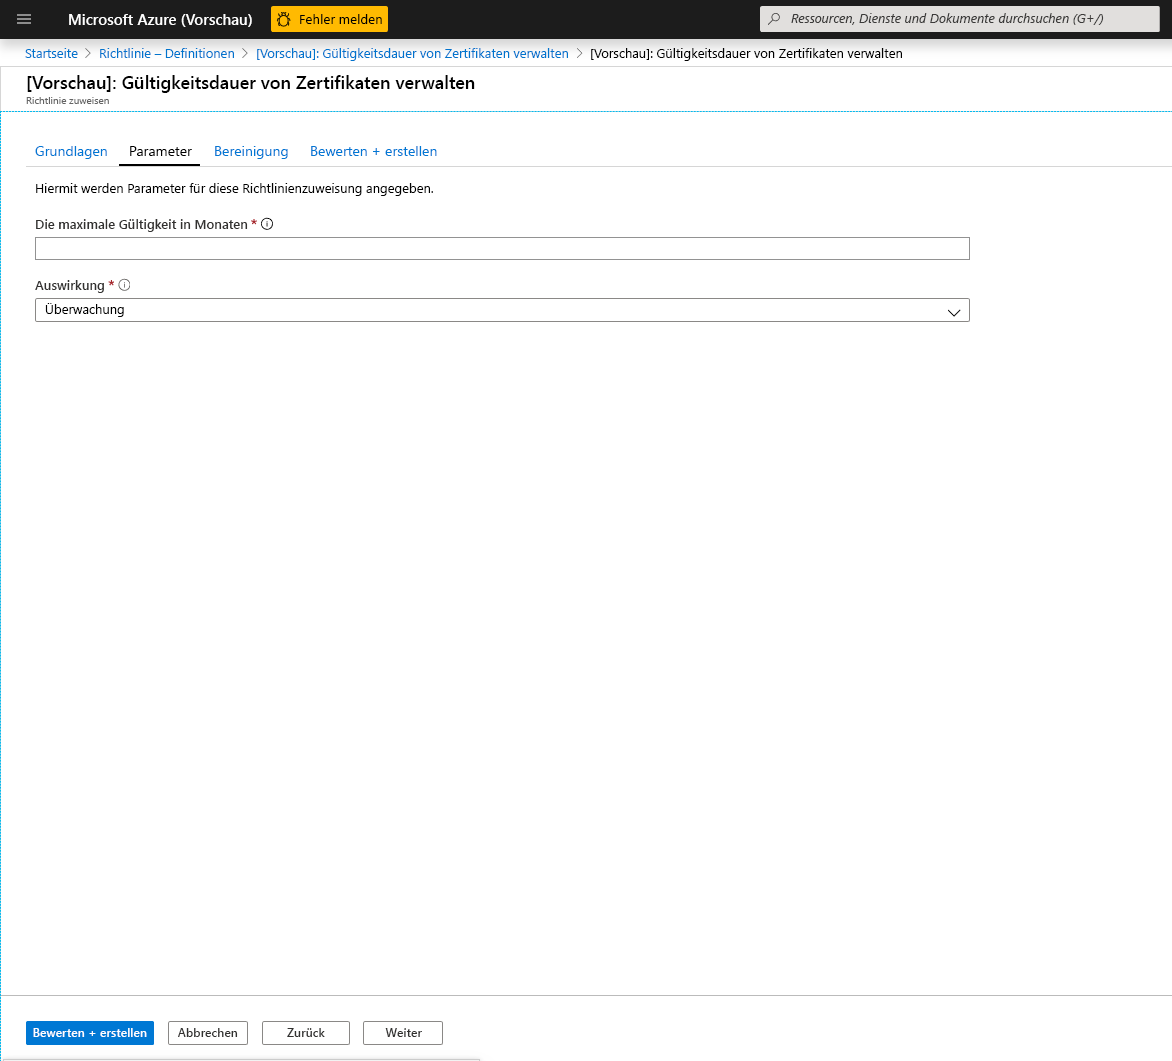 Microsoft Azure (Vorschau)
Fehler melden
Ressourcen, Dienste und Dokumente durchsuchen (G+/)
Startseite > Richtlinie – Definitionen > [Vorschau]: Gültigkeitsdauer von Zertifikaten verwalten > [Vorschau]: Gültigkeitsdauer von Zertifikaten verwalten
[Vorschau]: Gültigkeitsdauer von Zertifikaten verwalten
Richtlinie zuweisen
Grundlagen Parameter Bereinigung Bewerten + erstellen
Hiermit werden Parameter für diese Richtlinienzuweisung angegeben.
Die maximale Gültigkeit in Monaten *
Auswirkung *
Überwachung
Bewerten + erstellen Abbrechen Zurück Weiter